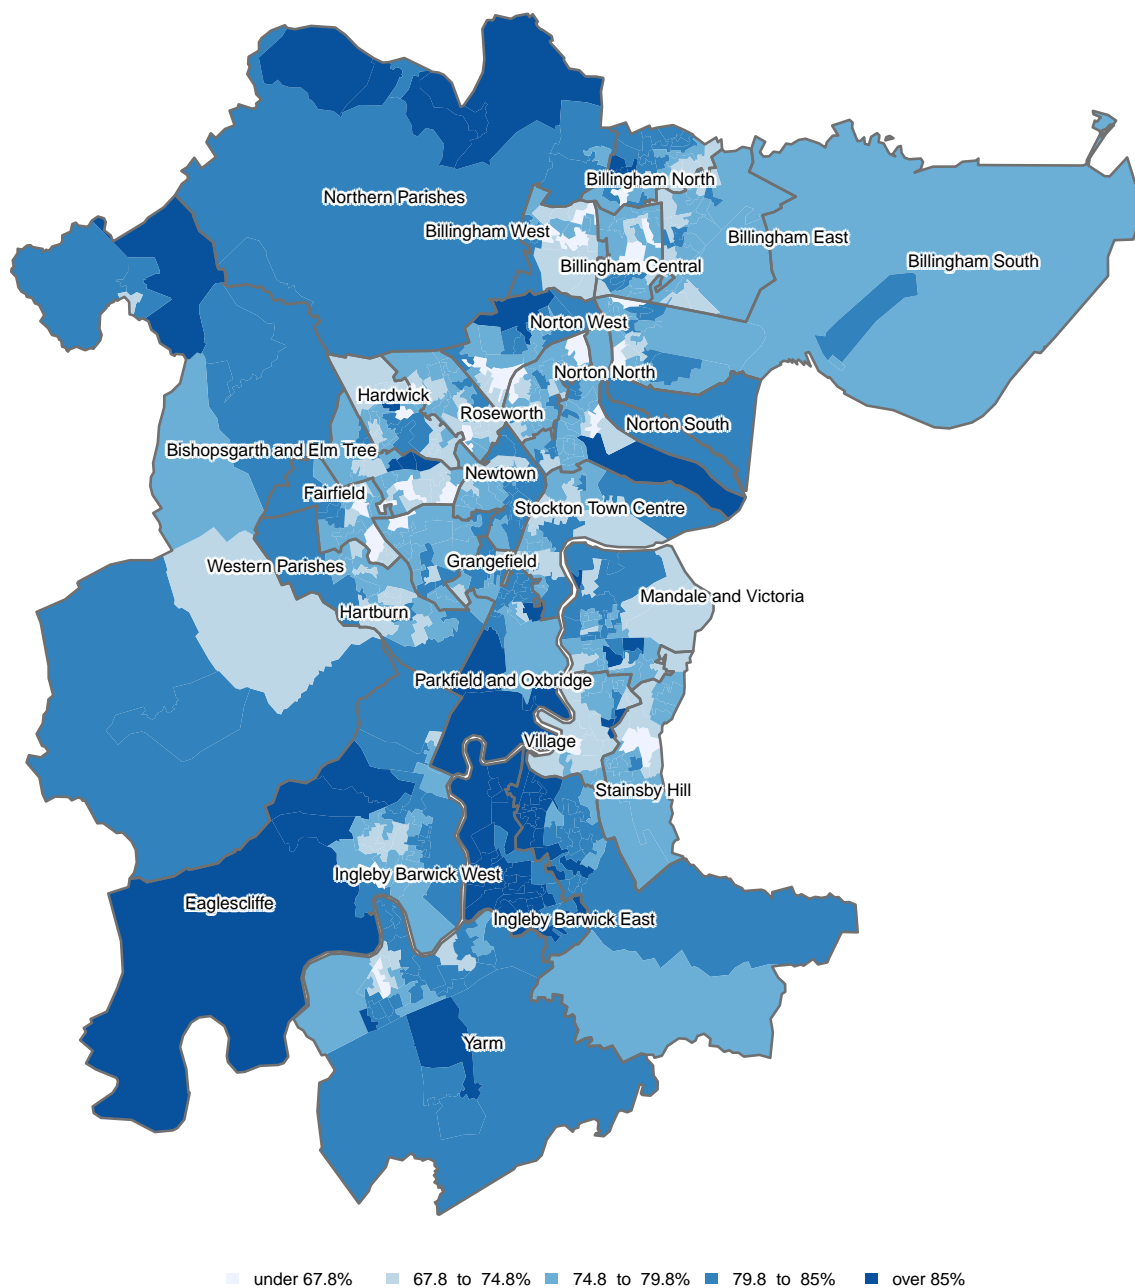 Billingham North
Northern Parishes
Billingham West
Billingham East
Billingham South
Billingham Central
Norton West
Norton North
Hardwick
Roseworth
Norton South
Bishopsgarth and Elm Tree
Newtown
Fairfield
Stockton Town Centre
Grangefield
Western Parishes
Mandale and Victoria
Hartburn
Parkfield and Oxbridge
Village
Stainsby Hill
Ingleby Barwick West
Eaglescliffe
Ingleby Barwick East
Yarm
under 67.8% 67.8 to 74.8% 74.8 to 79.8% 79.8 to 85% over 85%